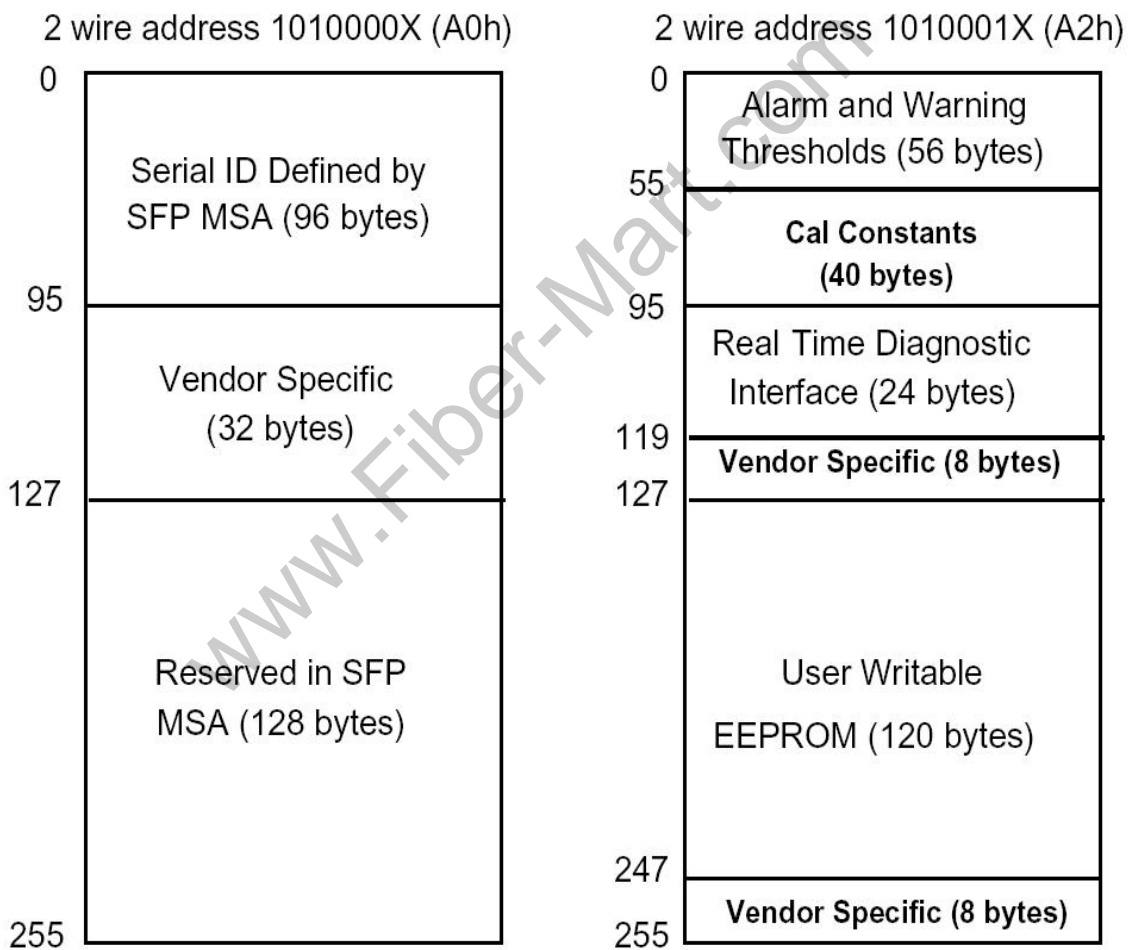 2 wire address 1010000X (A0h)
0
Serial ID Defined by
SFP MSA (96 bytes)
95
Vendor Specific
(32 bytes)
127
Reserved in SFP
MSA (128 bytes)
255
2 wire address 1010001X (A2h)
0
Alarm and Warning
Thresholds (56 bytes)
55
Cal Constants
(40 bytes)
95
Real Time Diagnostic
Interface (24 bytes)
119
Vendor Specific (8 bytes)
127
User Writable
EEPROM (120 bytes)
247
Vendor Specific (8 bytes)
255
www.Fiber-Mart.com